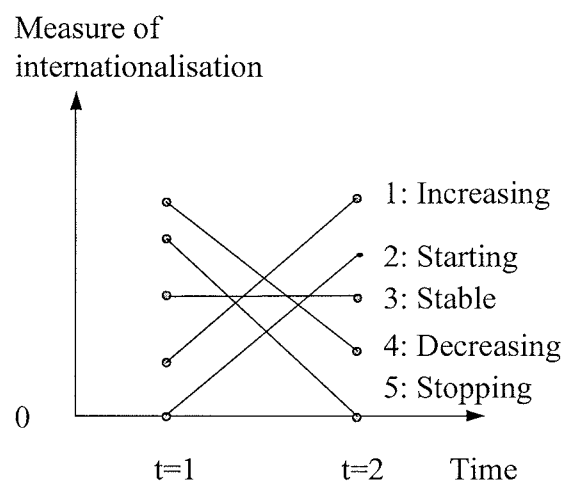 Measure of
internationalisation
1: Increasing
2: Starting
3: Stable
4: Decreasing
5: Stopping
0
t=1 t=2 Time